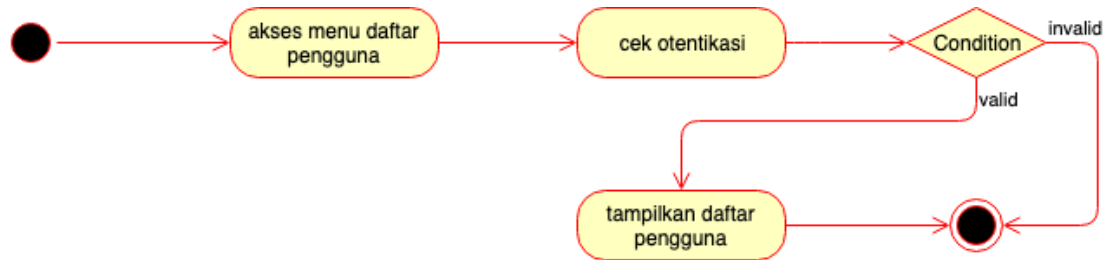 akses menu daftar
pengguna
cek otentikasi
Condition
invalid
valid
tampilkan daftar
pengguna